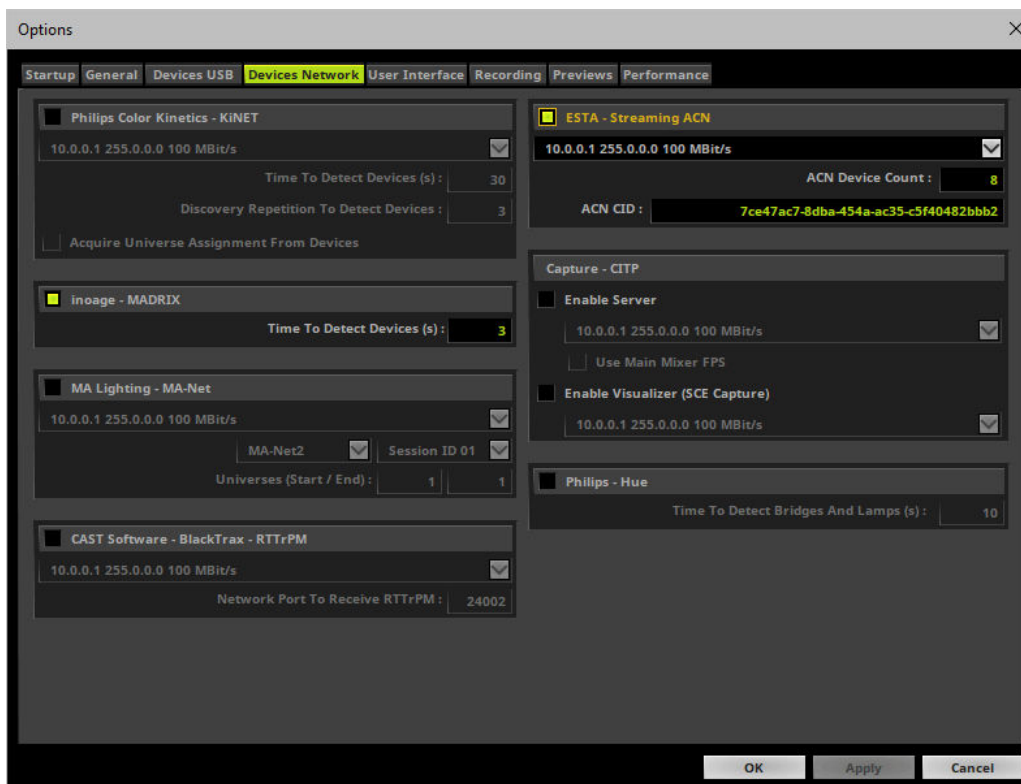 Options
Startup General Devices USB Devices Network User Interface Recording Previews Performance
Philips Color Kinetics - KiNET
10.0.0.1 255.0.0.0 100 MBit/s
Time To Detect Devices (s) : 30
Discovery Repetition To Detect Devices : 3
Acquire Universe Assignment From Devices
inoage - MADRIX
Time To Detect Devices (s) : 3
MA Lighting - MA-Net
10.0.0.1 255.0.0.0 100 MBit/s
MA-Net2 Session ID 01
Universes (Start / End) : 1 1
CAST Software - BlackTrax - RTTrPM
10.0.0.1 255.0.0.0 100 MBit/s
Network Port To Receive RTTrPM : 24002
ESTA - Streaming ACN
10.0.0.1 255.0.0.0 100 MBit/s
ACN Device Count : 8
ACN CID : 7ce47ac7-8dba-454a-ac35-c5f40482bbb2
Capture - CITP
Enable Server
10.0.0.1 255.0.0.0 100 MBit/s
Use Main Mixer FPS
Enable Visualizer (SCE Capture)
10.0.0.1 255.0.0.0 100 MBit/s
Philips - Hue
Time To Detect Bridges And Lamps (s) : 10
OK Apply Cancel